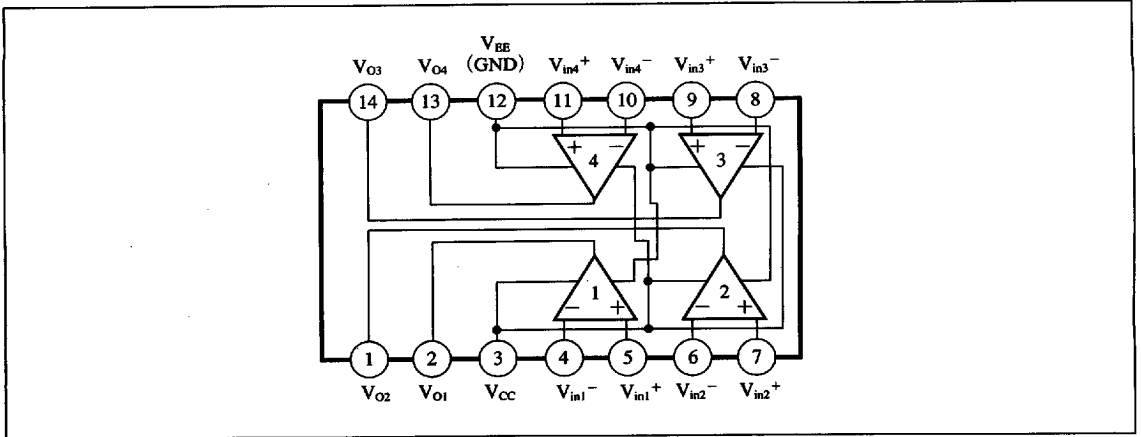 V_EE
V_O3 V_O4 (GND) V_in4+ V_in4− V_in3+ V_in3−
14 13 12 11 10 9 8
+ − + −
4 3
1 2
− + − +
1 2 3 4 5 6 7
V_O2 V_O1 V_CC V_in1− V_in1+ V_in2− V_in2+